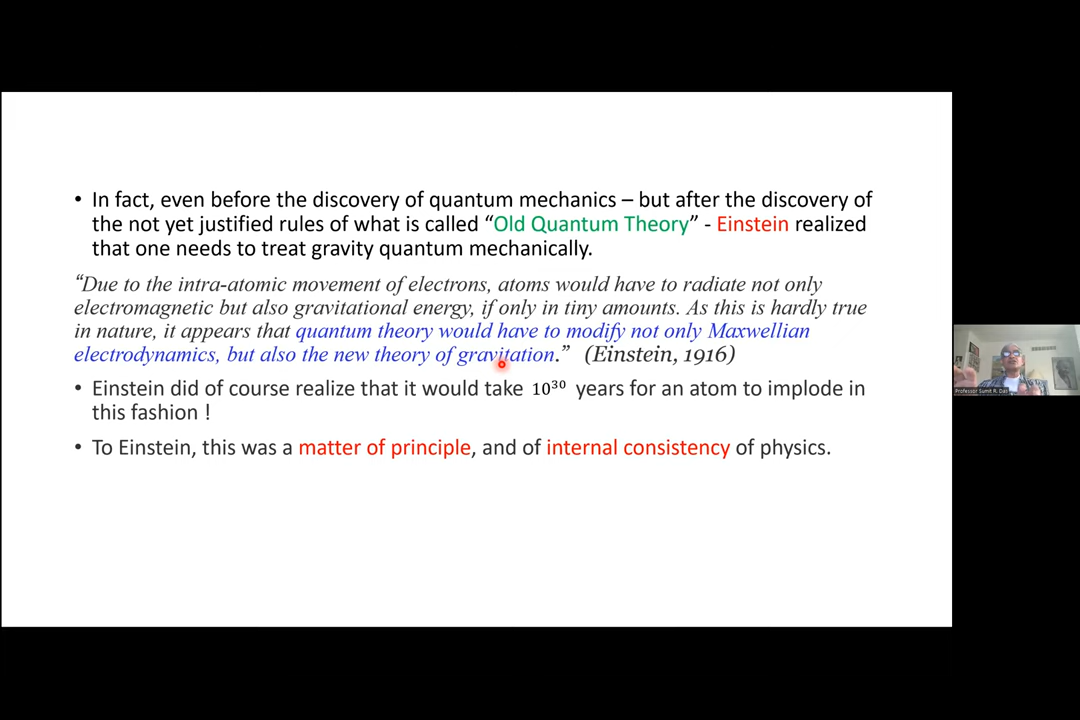 • In fact, even before the discovery of quantum mechanics – but after the discovery of
the not yet justified rules of what is called “Old Quantum Theory” - Einstein realized
that one needs to treat gravity quantum mechanically.
“Due to the intra-atomic movement of electrons, atoms would have to radiate not only
electromagnetic but also gravitational energy, if only in tiny amounts. As this is hardly true
in nature, it appears that quantum theory would have to modify not only Maxwellian
electrodynamics, but also the new theory of gravitation.” (Einstein, 1916)
• Einstein did of course realize that it would take 10³⁰ years for an atom to implode in
this fashion !
• To Einstein, this was a matter of principle, and of internal consistency of physics.
Professor Sumit R. Das